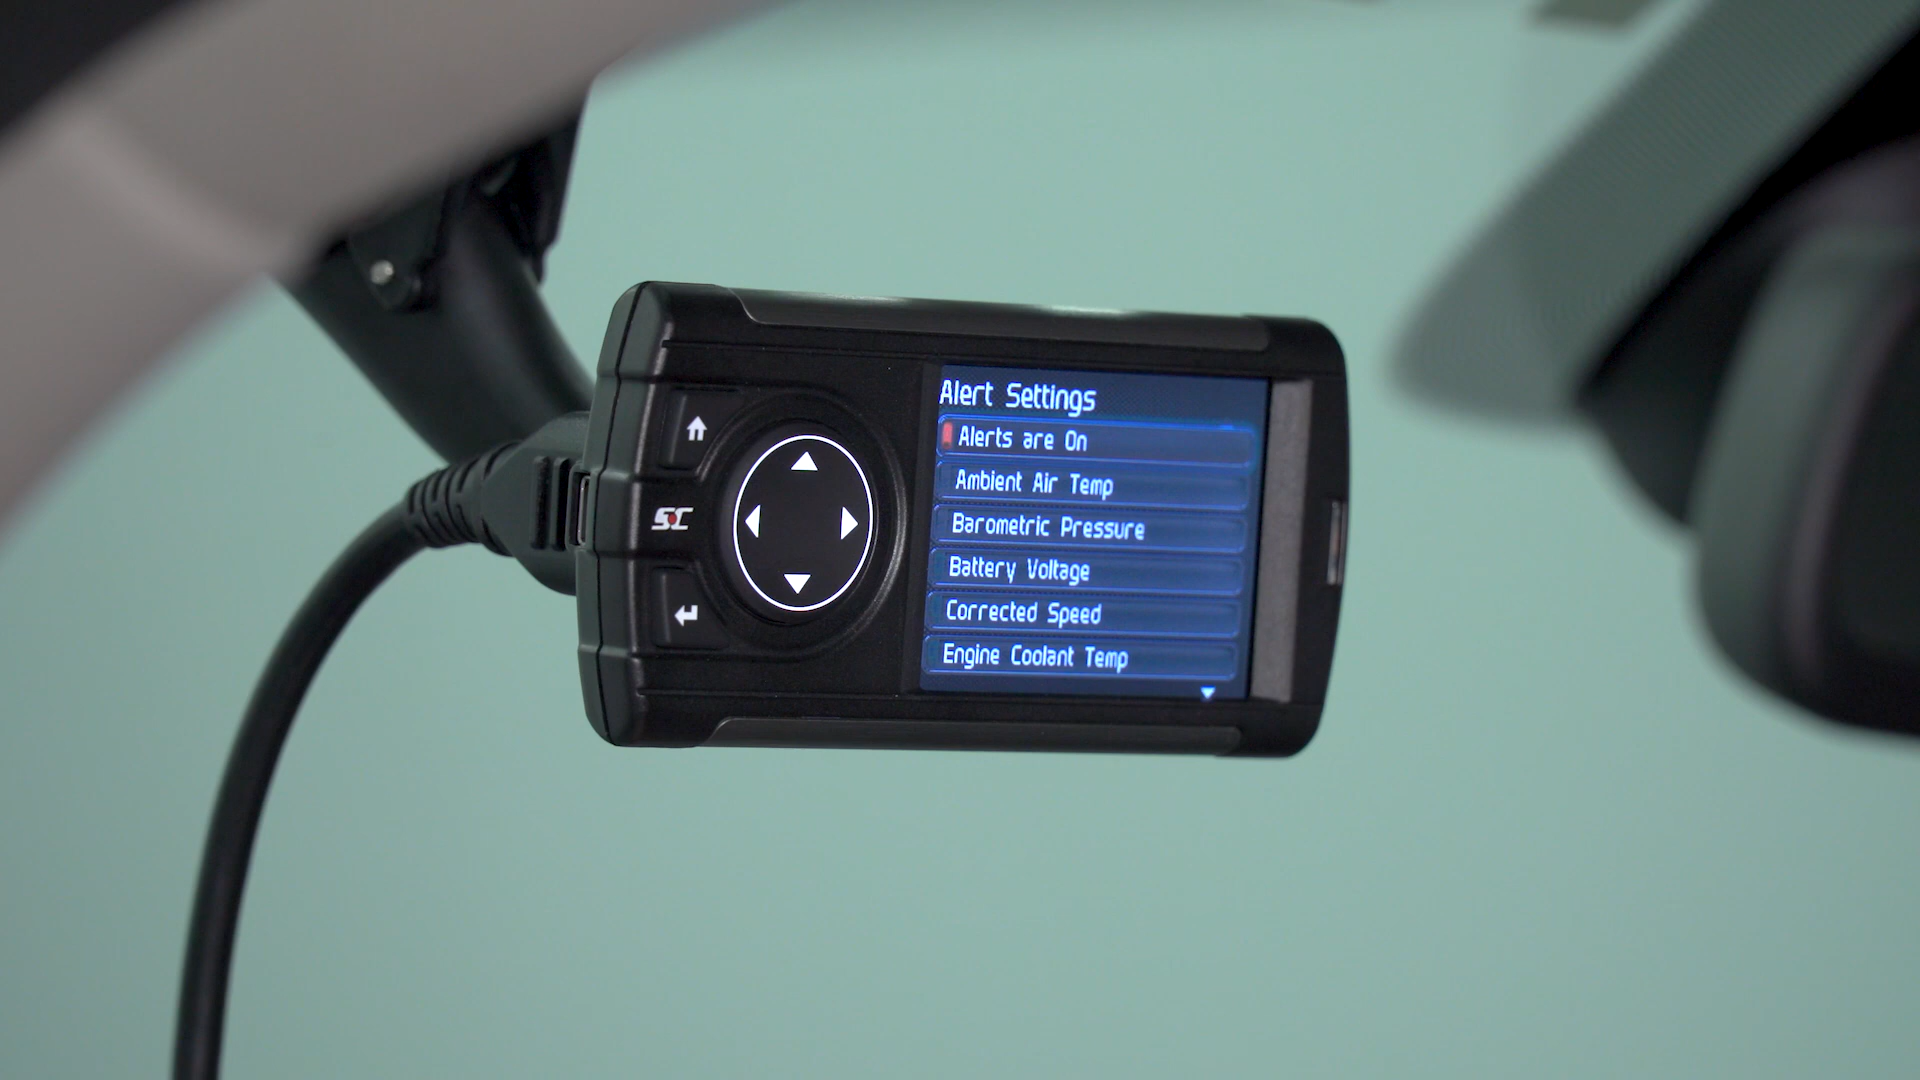 Alert Settings
Alerts are On
Ambient Air Temp
Barometric Pressure
Battery Voltage
Corrected Speed
Engine Coolant Temp
SC